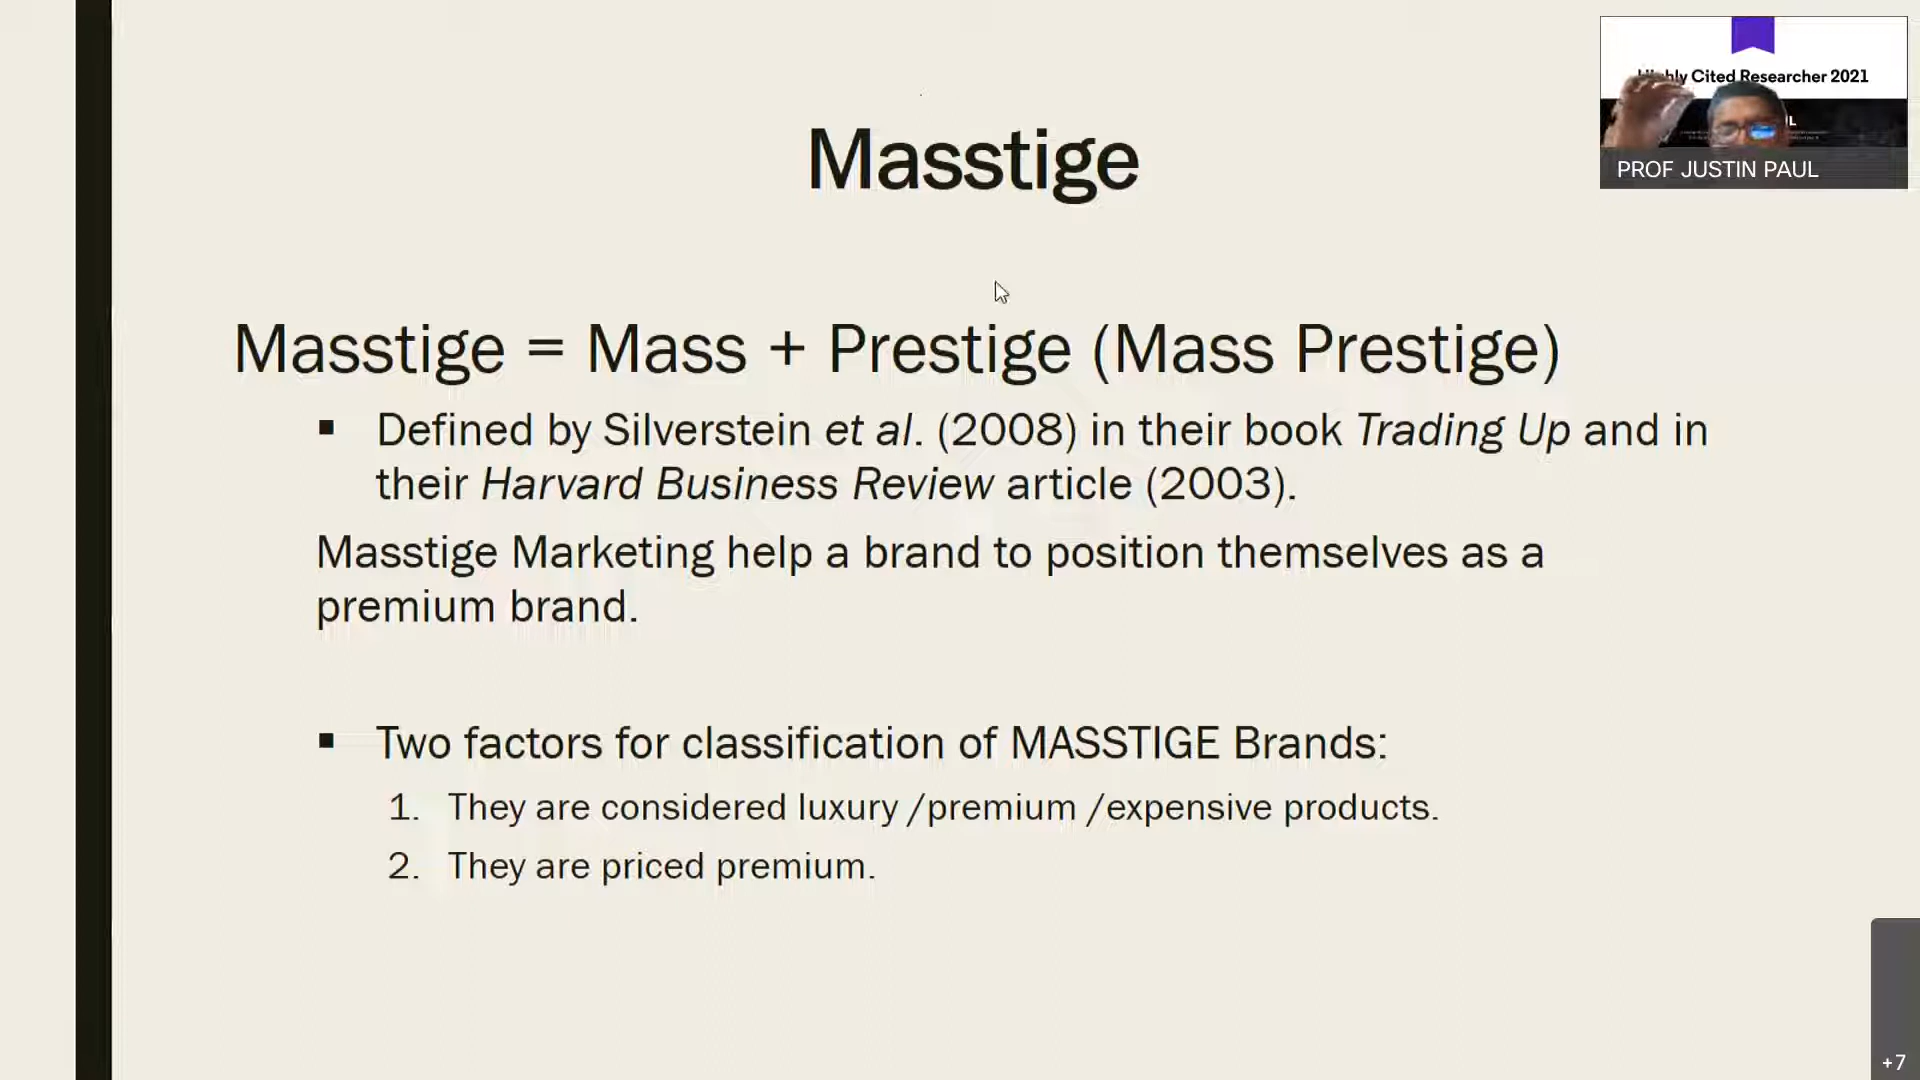 Masstige
Masstige = Mass + Prestige (Mass Prestige)
▪ Defined by Silverstein et al. (2008) in their book Trading Up and in
their Harvard Business Review article (2003).
Masstige Marketing help a brand to position themselves as a
premium brand.
▪ Two factors for classification of MASSTIGE Brands:
1. They are considered luxury /premium /expensive products.
2. They are priced premium.
Cited Researcher 2021
PROF JUSTIN PAUL
+7